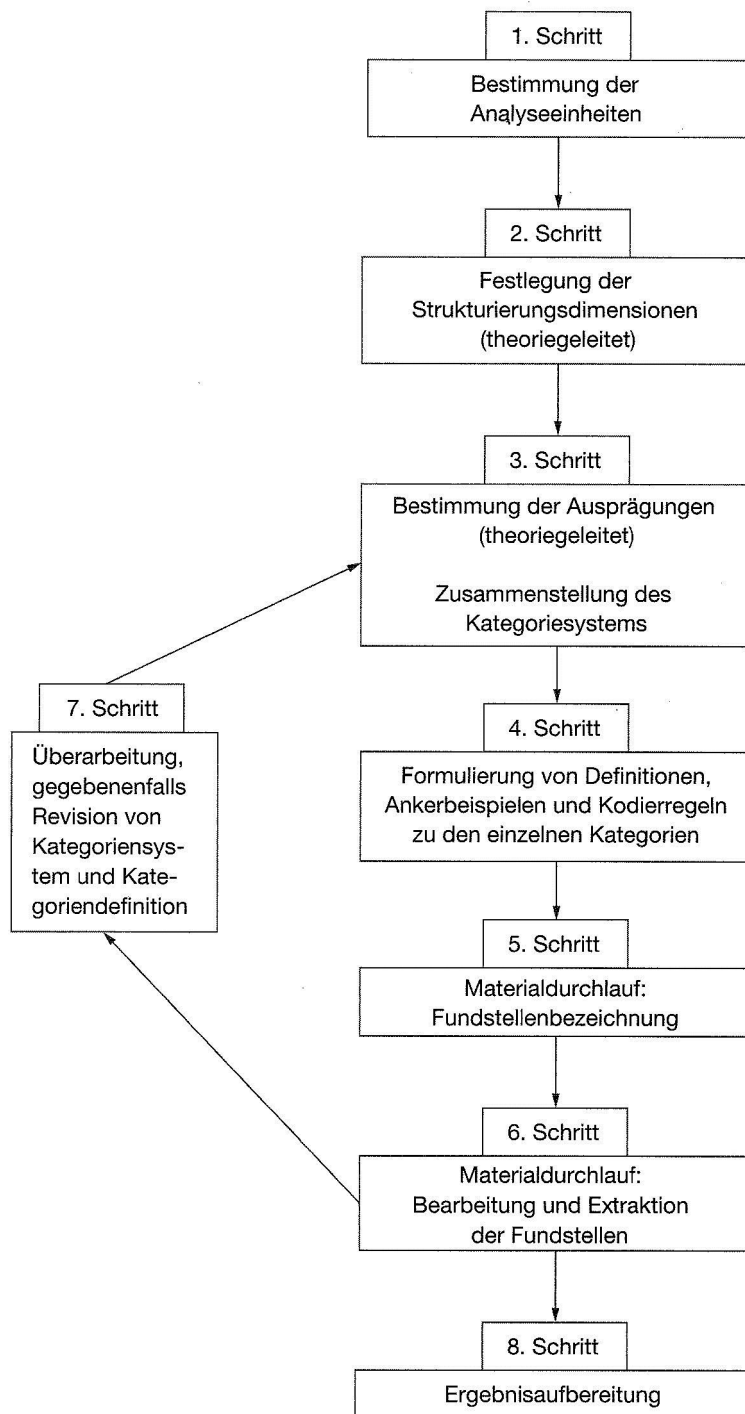 1. Schritt
Bestimmung der
Analyseeinheiten
2. Schritt
Festlegung der
Strukturierungsdimensionen
(theoriegeleitet)
3. Schritt
Bestimmung der Ausprägungen
(theoriegeleitet)
Zusammenstellung des
Kategoriesystems
4. Schritt
Formulierung von Definitionen,
Ankerbeispielen und Kodierregeln
zu den einzelnen Kategorien
5. Schritt
Materialdurchlauf:
Fundstellenbezeichnung
6. Schritt
Materialdurchlauf:
Bearbeitung und Extraktion
der Fundstellen
7. Schritt
Überarbeitung,
gegebenenfalls
Revision von
Kategoriensys-
tem und Kate-
goriendefinition
8. Schritt
Ergebnisaufbereitung